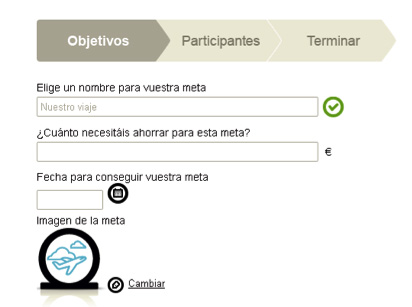 Objetivos Participantes Terminar
Elige un nombre para vuestra meta
Nuestro viaje
¿Cuánto necesitáis ahorrar para esta meta?
€
Fecha para conseguir vuestra meta
Imagen de la meta
Cambiar